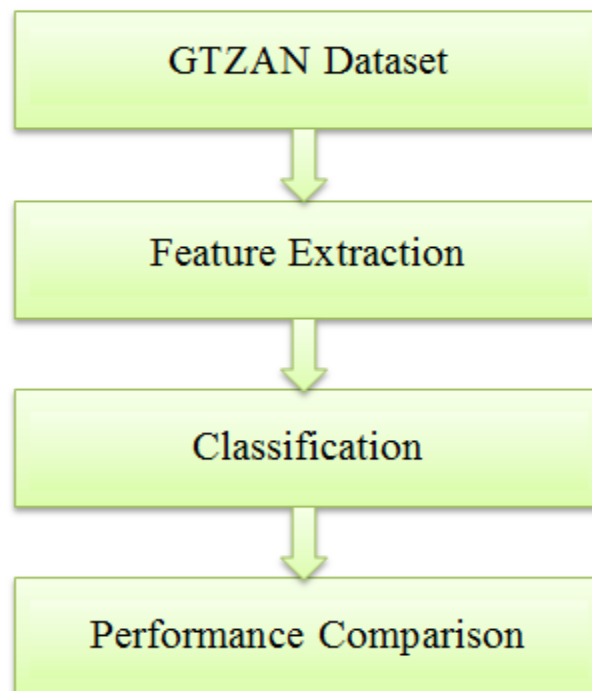 GTZAN Dataset
Feature Extraction
Classification
Performance Comparison